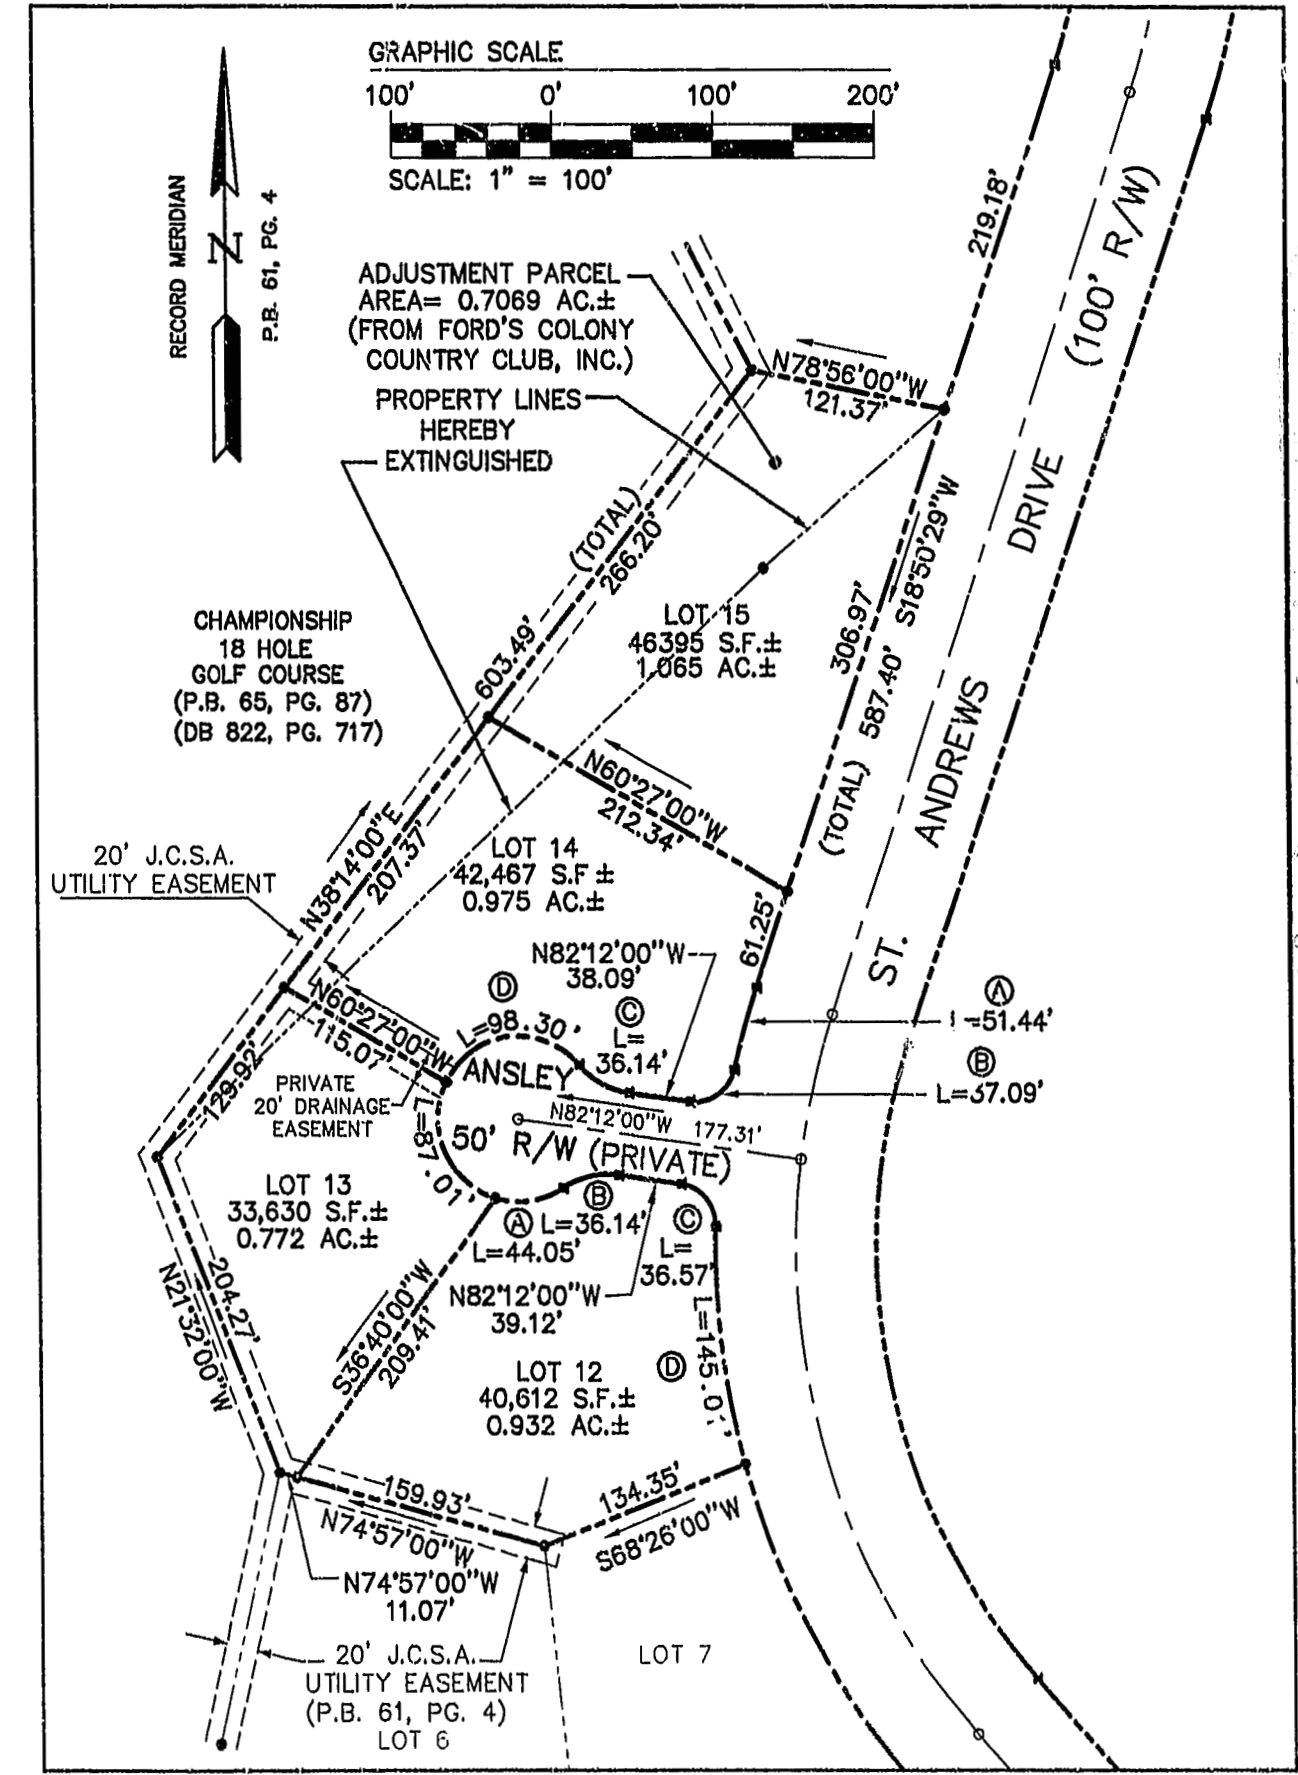 GRAPHIC SCALE
100' 0' 100' 200'
SCALE: 1" = 100'
RECORD MERIDIAN
N
P.B. 61, PG. 4
ADJUSTMENT PARCEL
AREA= 0.7069 AC.±
(FROM FORD'S COLONY
COUNTRY CLUB, INC.)
PROPERTY LINES
HEREBY
EXTINGUISHED
219.18'
(100' R/W)
N78°56'00"W
121.37'
DRIVE
S18°50'29"W
(TOTAL) 587.40'
306.97'
ANDREWS
ST.
603.49' (TOTAL)
266.20'
CHAMPIONSHIP
18 HOLE
GOLF COURSE
(P.B. 65, PG. 87)
(DB 822, PG. 717)
LOT 15
46395 S.F.±
1.065 AC.±
N60°27'00"W
212.34'
20' J.C.S.A.
UTILITY EASEMENT
N38°14'00"E
207.37'
LOT 14
42,467 S.F ±
0.975 AC.±
61.25'
N82°12'00"W
38.09'
D
L=98.30'
C
L=
36.14'
A
L=51.44'
B
L=37.09'
N60°27'00"W
115.07'
129.92'
PRIVATE
20' DRAINAGE
EASEMENT
ANSLEY
N82°12'00"W 177.31'
50' R/W (PRIVATE)
L=87.01'
LOT 13
33,630 S.F.±
0.772 AC.±
A
L=44.05'
B
L=36.14'
C
L=
36.57'
N82°12'00"W
39.12'
204.27'
N21°32'00"W
S36°40'00"W
209.41'
LOT 12
40,612 S.F.±
0.932 AC.±
D
L=145.01'
159.93'
N74°57'00"W
134.35'
S68°26'00"W
N74°57'00"W
11.07'
20' J.C.S.A.
UTILITY EASEMENT
(P.B. 61, PG. 4)
LOT 6
LOT 7